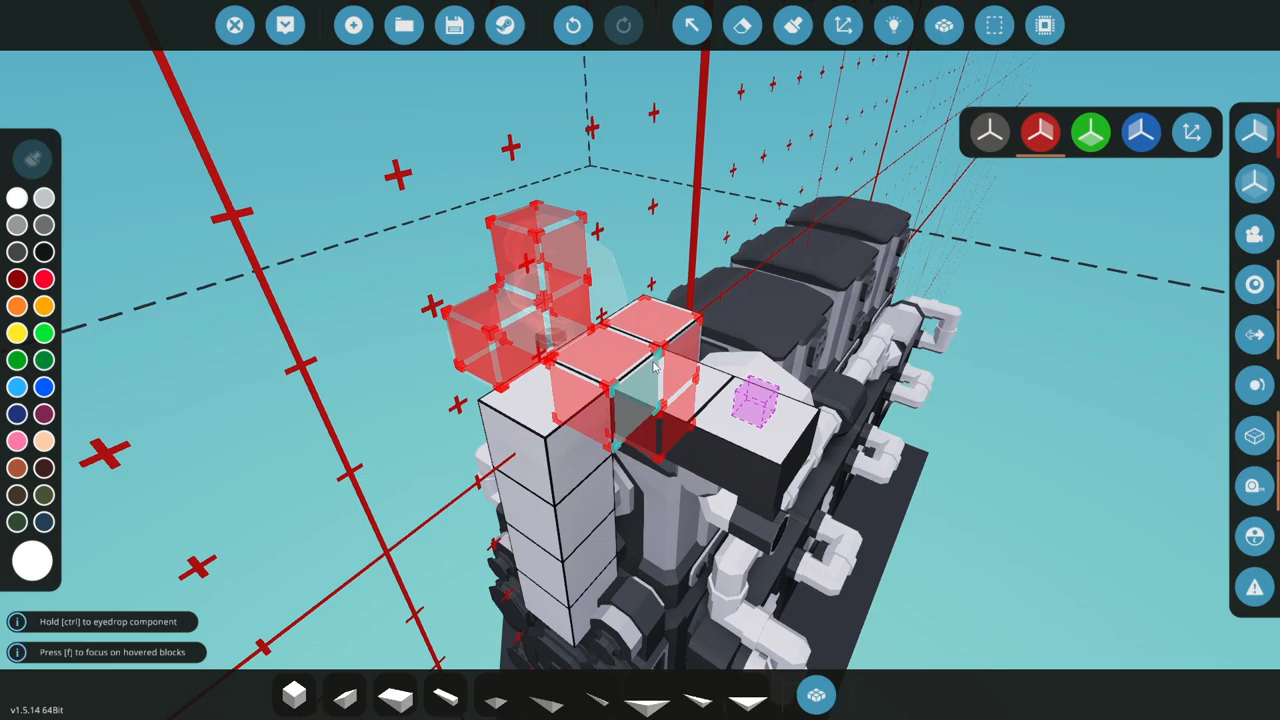 Hold [ctrl] to eyedrop component
Press [f] to focus on hovered blocks
v1.5.14 64Bit